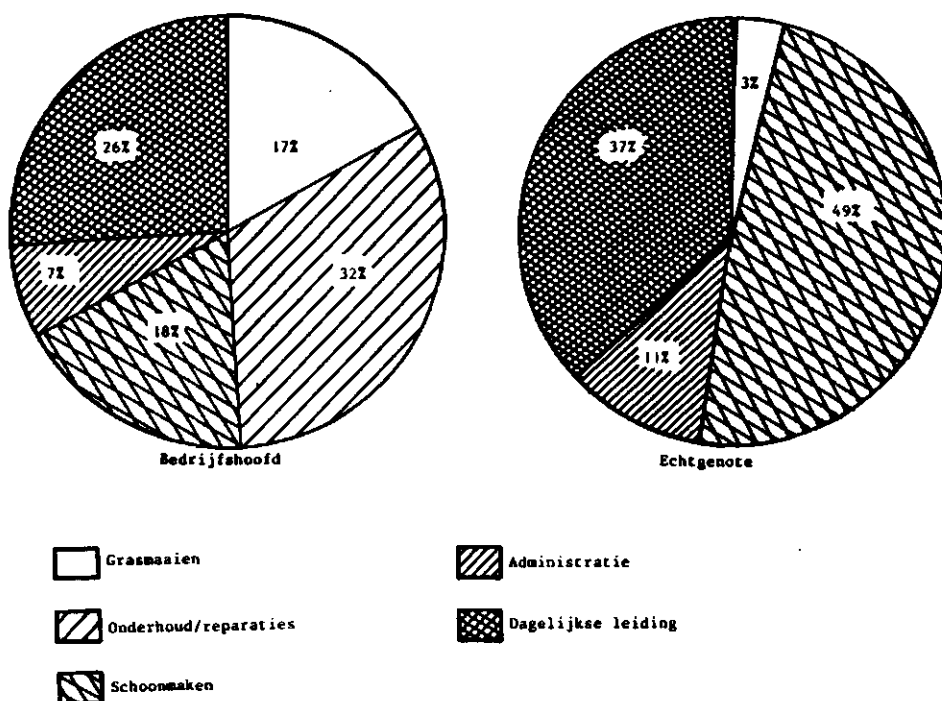 26%
17%
7%
32%
18%
Bedrijfshoofd
3%
37%
49%
11%
Echtgenote
Grasmaaien
Onderhoud/reparaties
Schoonmaken
Administratie
Dagelijkse leiding